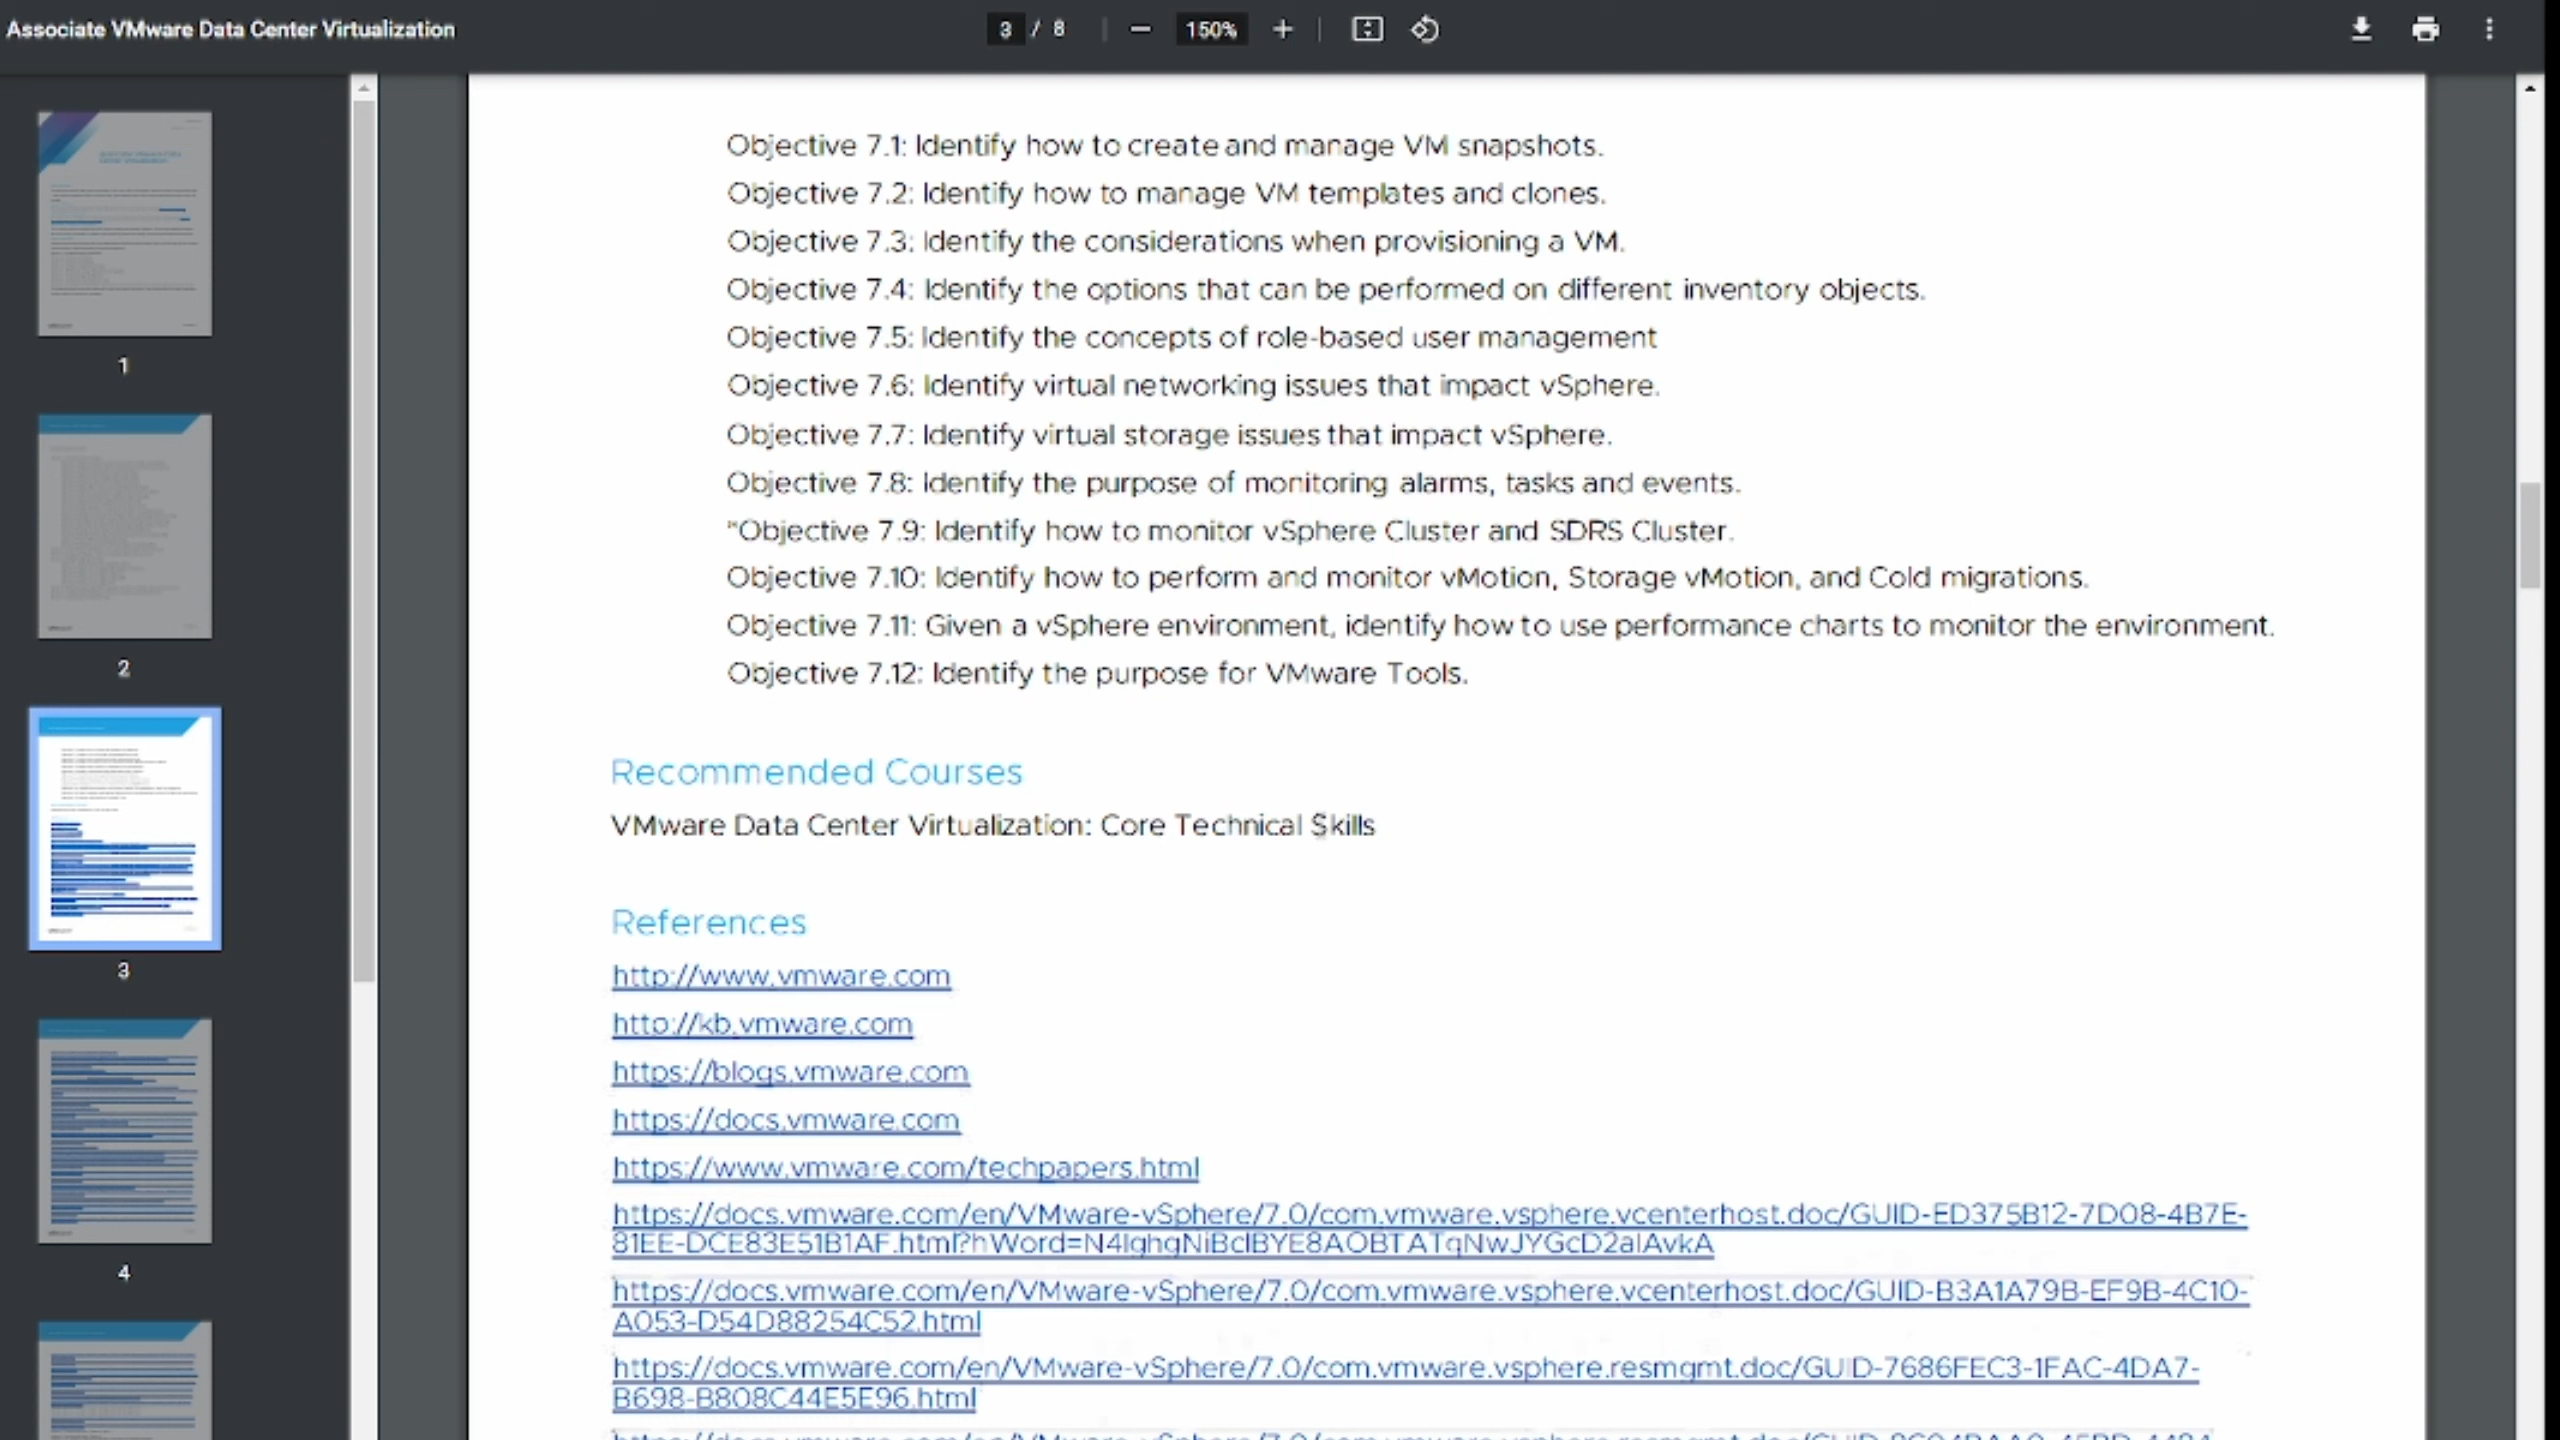 Associate VMware Data Center Virtualization
3 / 8
150%
1
2
3
4
Objective 7.1: Identify how to create and manage VM snapshots.
Objective 7.2: Identify how to manage VM templates and clones.
Objective 7.3: Identify the considerations when provisioning a VM.
Objective 7.4: Identify the options that can be performed on different inventory objects.
Objective 7.5: Identify the concepts of role-based user management
Objective 7.6: Identify virtual networking issues that impact vSphere.
Objective 7.7: Identify virtual storage issues that impact vSphere.
Objective 7.8: Identify the purpose of monitoring alarms, tasks and events.
"Objective 7.9: Identify how to monitor vSphere Cluster and SDRS Cluster.
Objective 7.10: Identify how to perform and monitor vMotion, Storage vMotion, and Cold migrations.
Objective 7.11: Given a vSphere environment, identify how to use performance charts to monitor the environment.
Objective 7.12: Identify the purpose for VMware Tools.
Recommended Courses
VMware Data Center Virtualization: Core Technical Skills
References
http://www.vmware.com
http://kb.vmware.com
https://blogs.vmware.com
https://docs.vmware.com
https://www.vmware.com/techpapers.html
https://docs.vmware.com/en/VMware-vSphere/7.0/com.vmware.vsphere.vcenterhost.doc/GUID-ED375B12-7D08-4B7E-
81EE-DCE83E51B1AF.html?hWord=N4IghgNiBcIBYE8AOBTATqNwJYGcD2aIAvkA
https://docs.vmware.com/en/VMware-vSphere/7.0/com.vmware.vsphere.vcenterhost.doc/GUID-B3A1A79B-EF9B-4C10-
A053-D54D88254C52.html
https://docs.vmware.com/en/VMware-vSphere/7.0/com.vmware.vsphere.resmgmt.doc/GUID-7686FEC3-1FAC-4DA7-
B698-B808C44E5E96.html